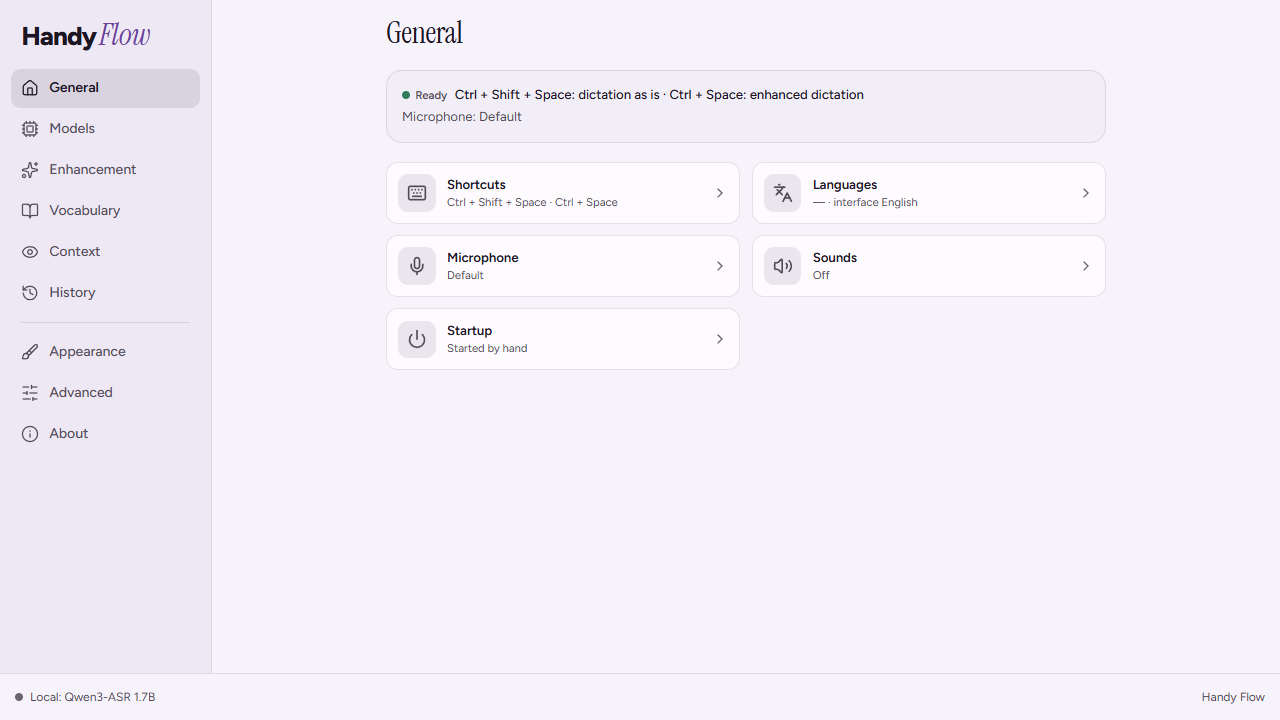 Handy Flow
General
Models
Enhancement
Vocabulary
Context
History
Appearance
Advanced
About
General
Ready Ctrl + Shift + Space: dictation as is · Ctrl + Space: enhanced dictation
Microphone: Default
Shortcuts
Ctrl + Shift + Space · Ctrl + Space
Languages
— · interface English
Microphone
Default
Sounds
Off
Startup
Started by hand
Local: Qwen3-ASR 1.7B
Handy Flow